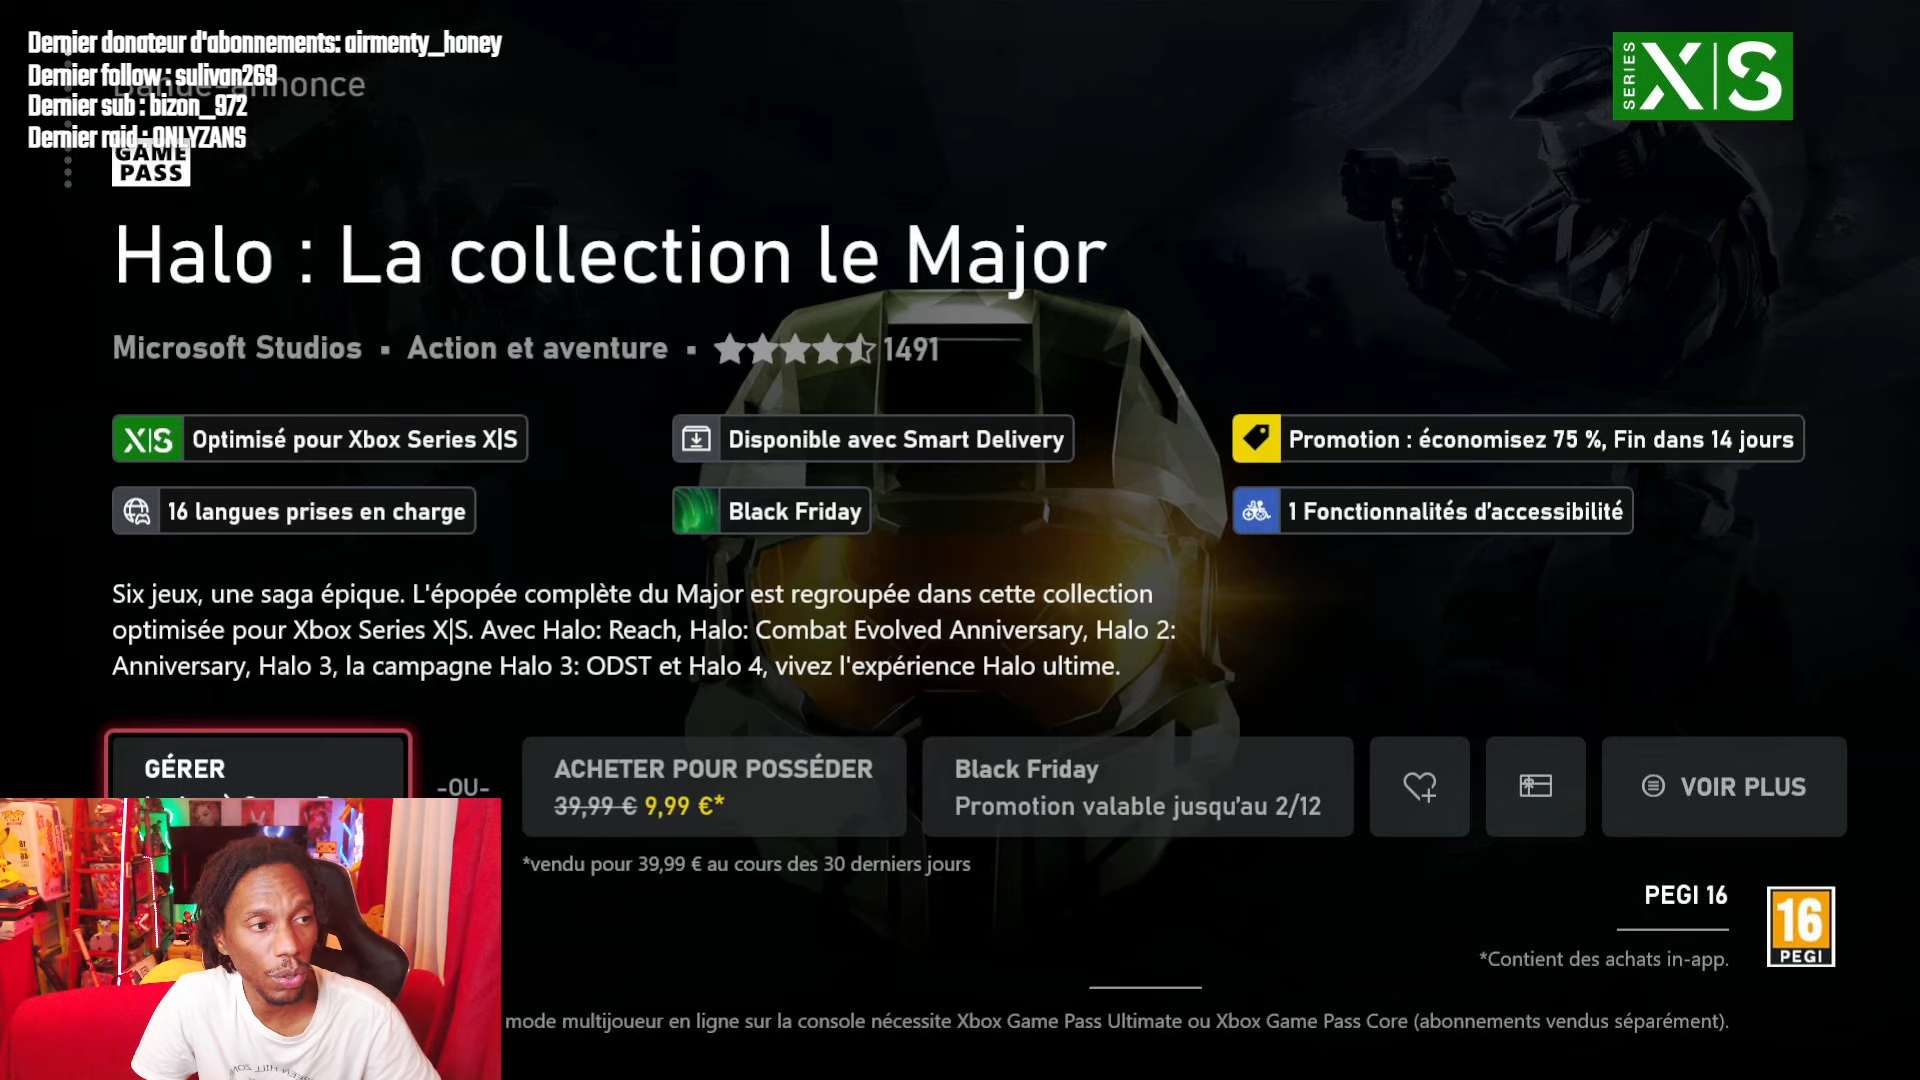 Dernier donateur d'abonnements: airmenty_honey
Dernier follow : sulivan269
Bande-annonce
Dernier sub : bizon_972
Dernier raid : ONLYZANS
GAME
PASS
SERIES X|S
Halo : La collection le Major
Microsoft Studios ▪ Action et aventure ▪ 1491
X|S Optimisé pour Xbox Series X|S
Disponible avec Smart Delivery
Promotion : économisez 75 %, Fin dans 14 jours
16 langues prises en charge
Black Friday
1 Fonctionnalités d'accessibilité
Six jeux, une saga épique. L'épopée complète du Major est regroupée dans cette collection
optimisée pour Xbox Series X|S. Avec Halo: Reach, Halo: Combat Evolved Anniversary, Halo 2:
Anniversary, Halo 3, la campagne Halo 3: ODST et Halo 4, vivez l'expérience Halo ultime.
GÉRER
-OU-
ACHETER POUR POSSÉDER
39,99 € 9,99 €*
Black Friday
Promotion valable jusqu'au 2/12
VOIR PLUS
*vendu pour 39,99 € au cours des 30 derniers jours
PEGI 16
16
PEGI
*Contient des achats in-app.
mode multijoueur en ligne sur la console nécessite Xbox Game Pass Ultimate ou Xbox Game Pass Core (abonnements vendus séparément).